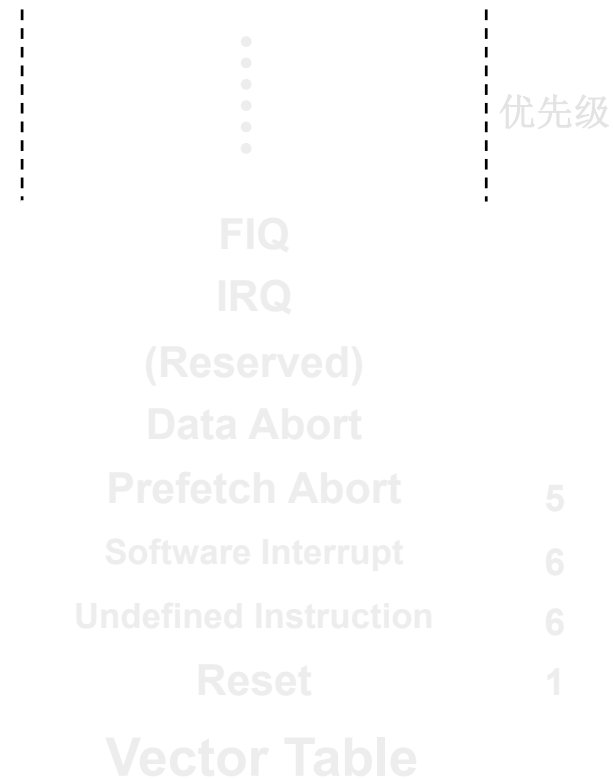 优先级
FIQ
IRQ
(Reserved)
Data Abort
Prefetch Abort 5
Software Interrupt 6
Undefined Instruction 6
Reset 1
Vector Table